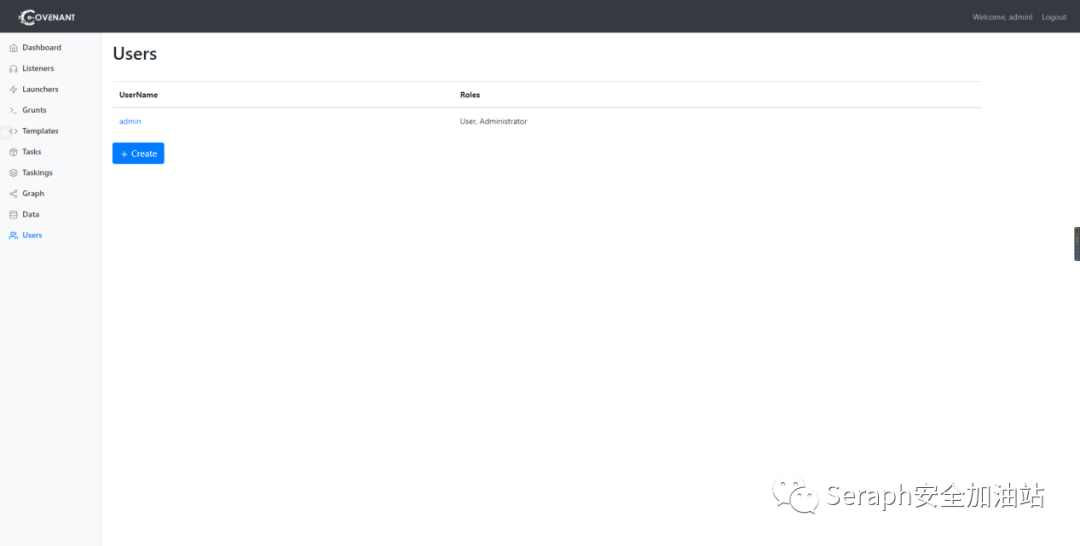 COVENANT
Welcome, admin! Logout
Dashboard
Listeners
Launchers
Grunts
Templates
Tasks
Taskings
Graph
Data
Users
Users
UserName Roles
admin User, Administrator
+ Create
Seraph安全加油站